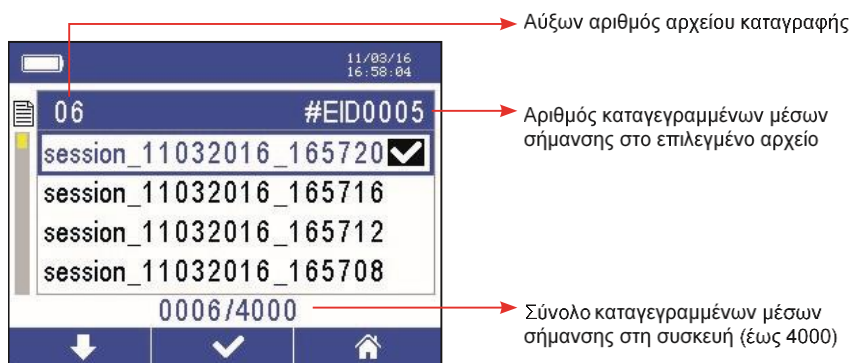 Αύξων αριθμός αρχείου καταγραφής
11/03/16
16:58:04
06 #EID0005
Αριθμός καταγεγραμμένων μέσων
σήμανσης στο επιλεγμένο αρχείο
session_11032016_165720
session_11032016_165716
session_11032016_165712
session_11032016_165708
0006/4000
Σύνολο καταγεγραμμένων μέσων
σήμανσης στη συσκευή (έως 4000)